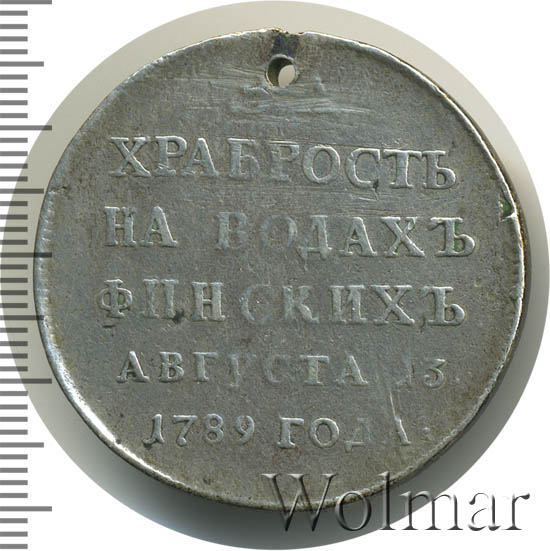 ХРАБРОСТЬ
НА ВОДАХЪ
ФИНСКИХЪ
АВГУСТА 13
1789 ГОДА
Wolmar